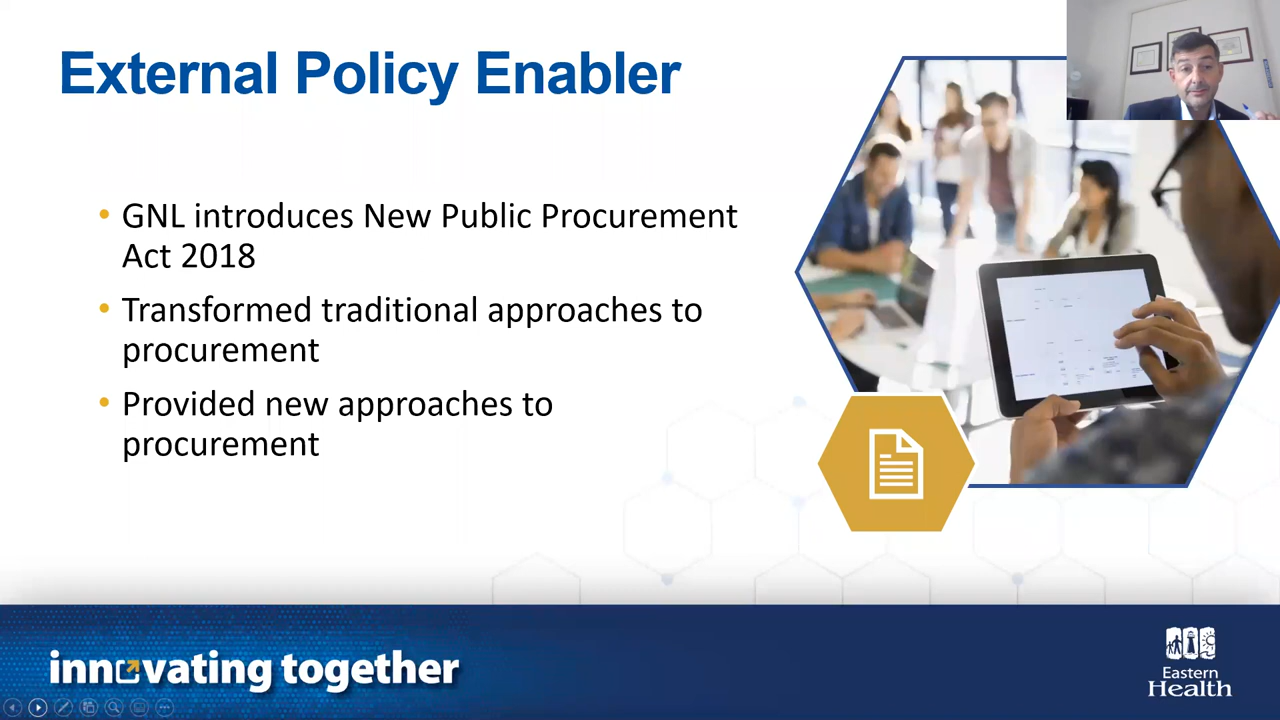 External Policy Enabler
• GNL introduces New Public Procurement
Act 2018
• Transformed traditional approaches to
procurement
• Provided new approaches to
procurement
innovating together
Eastern
Health